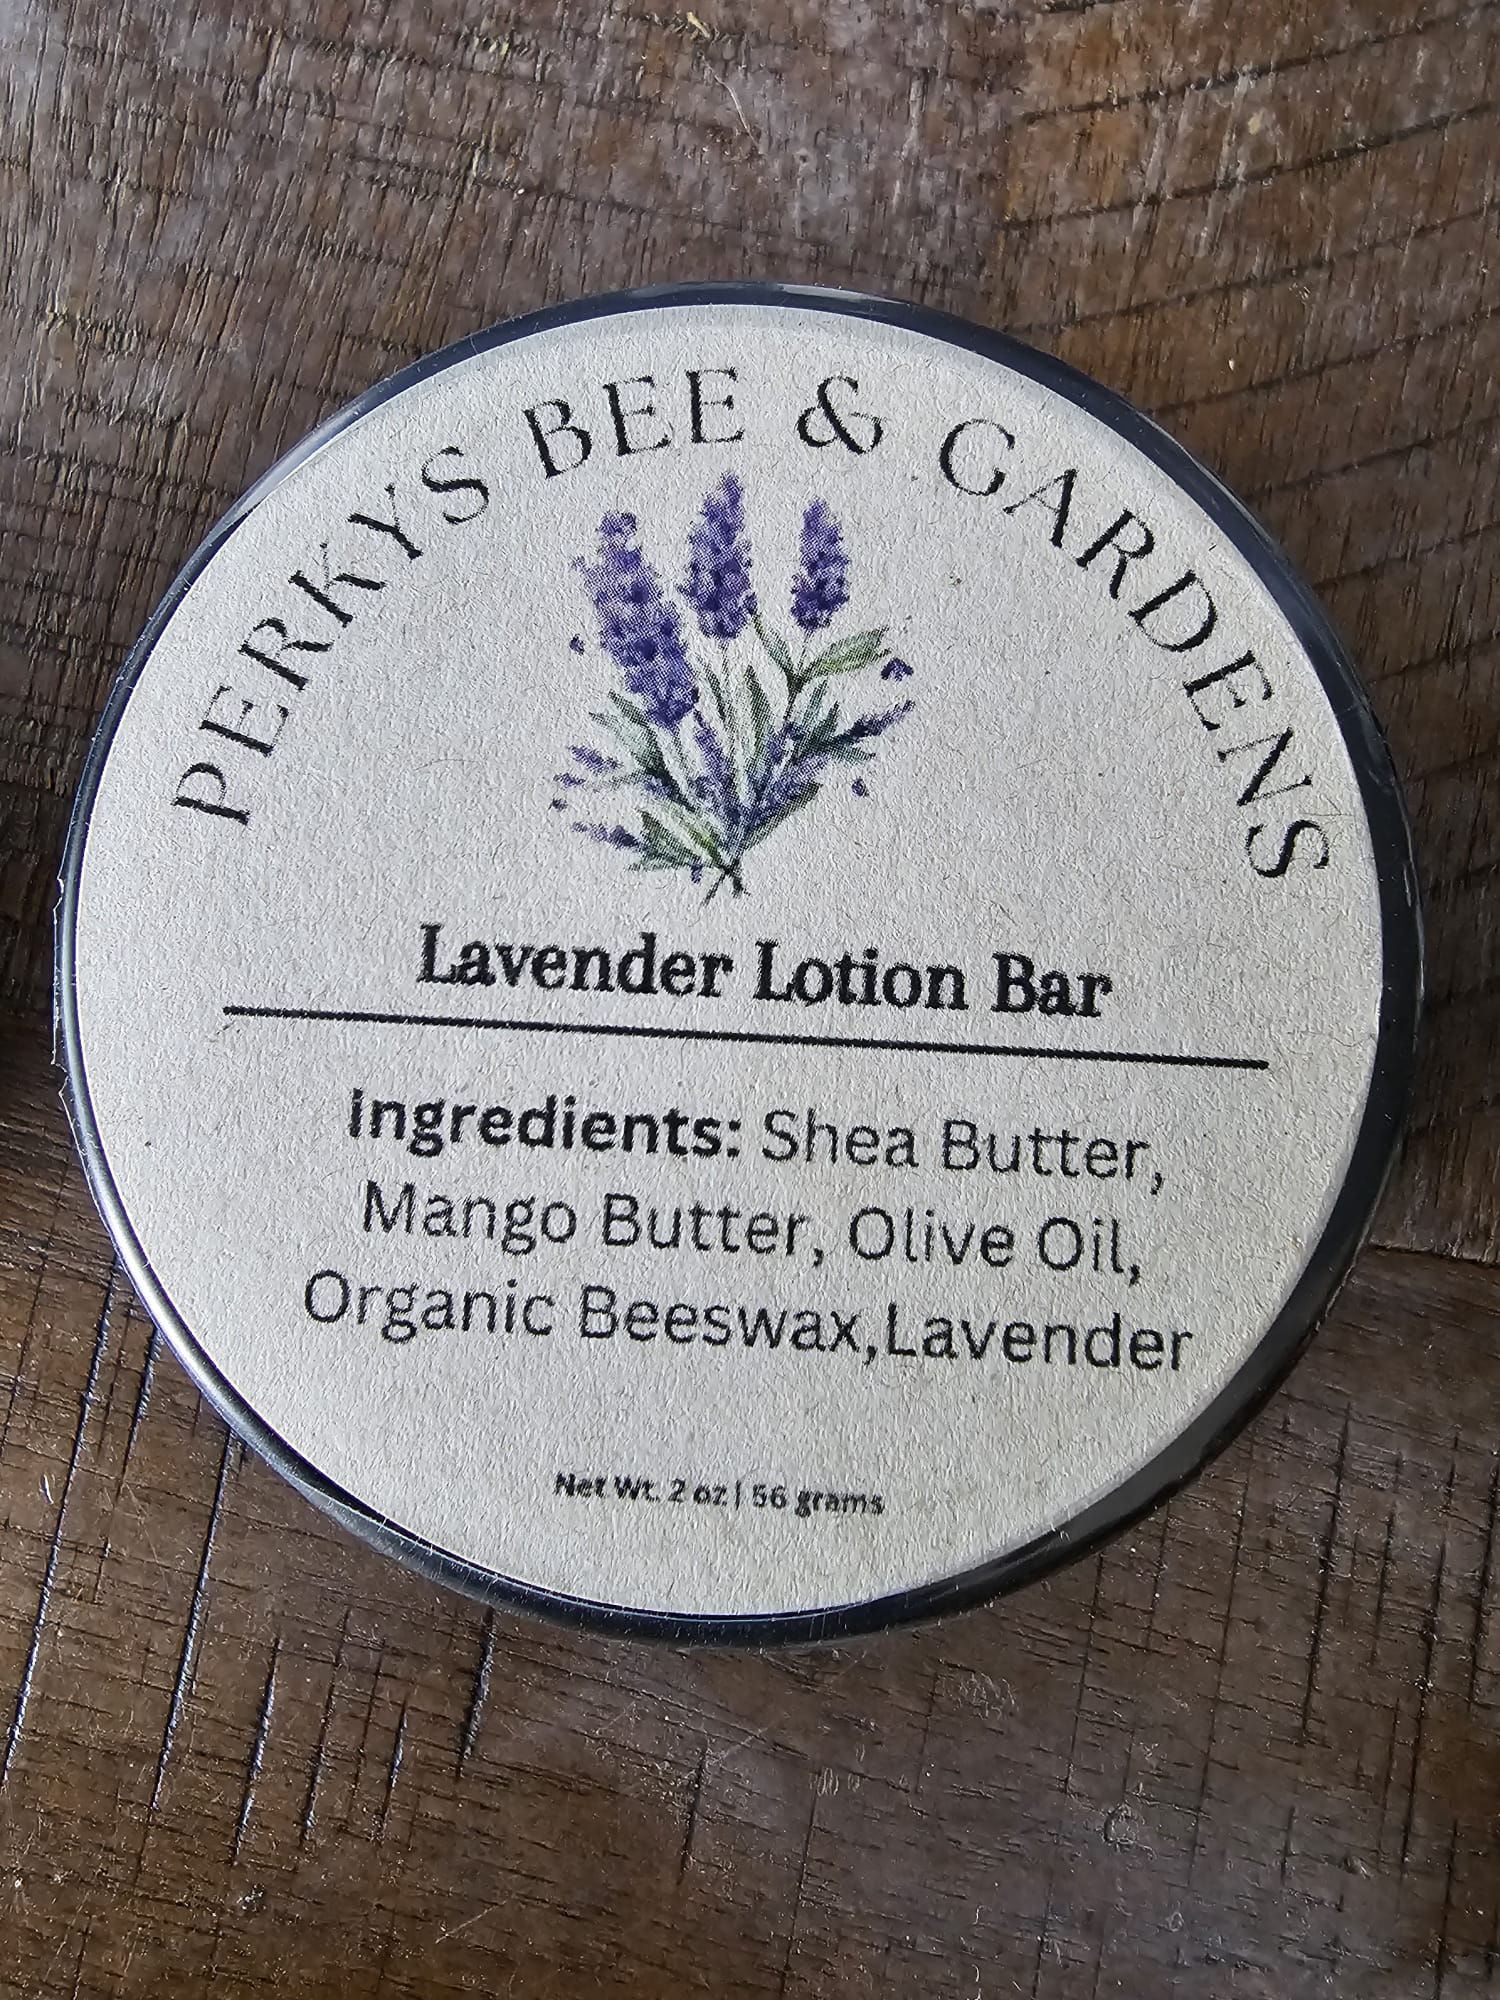 PERKYS BEE & GARDENS
Lavender Lotion Bar
Ingredients: Shea Butter,
Mango Butter, Olive Oil,
Organic Beeswax,Lavender
Net Wt. 2 oz | 56 grams